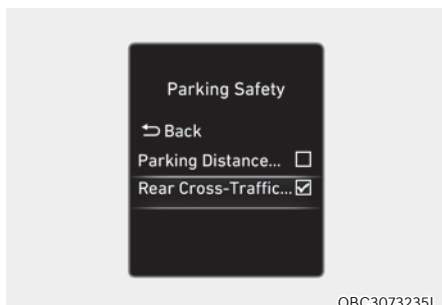 Parking Safety
Back
Parking Distance...
Rear Cross-Traffic...
OBC3073235L